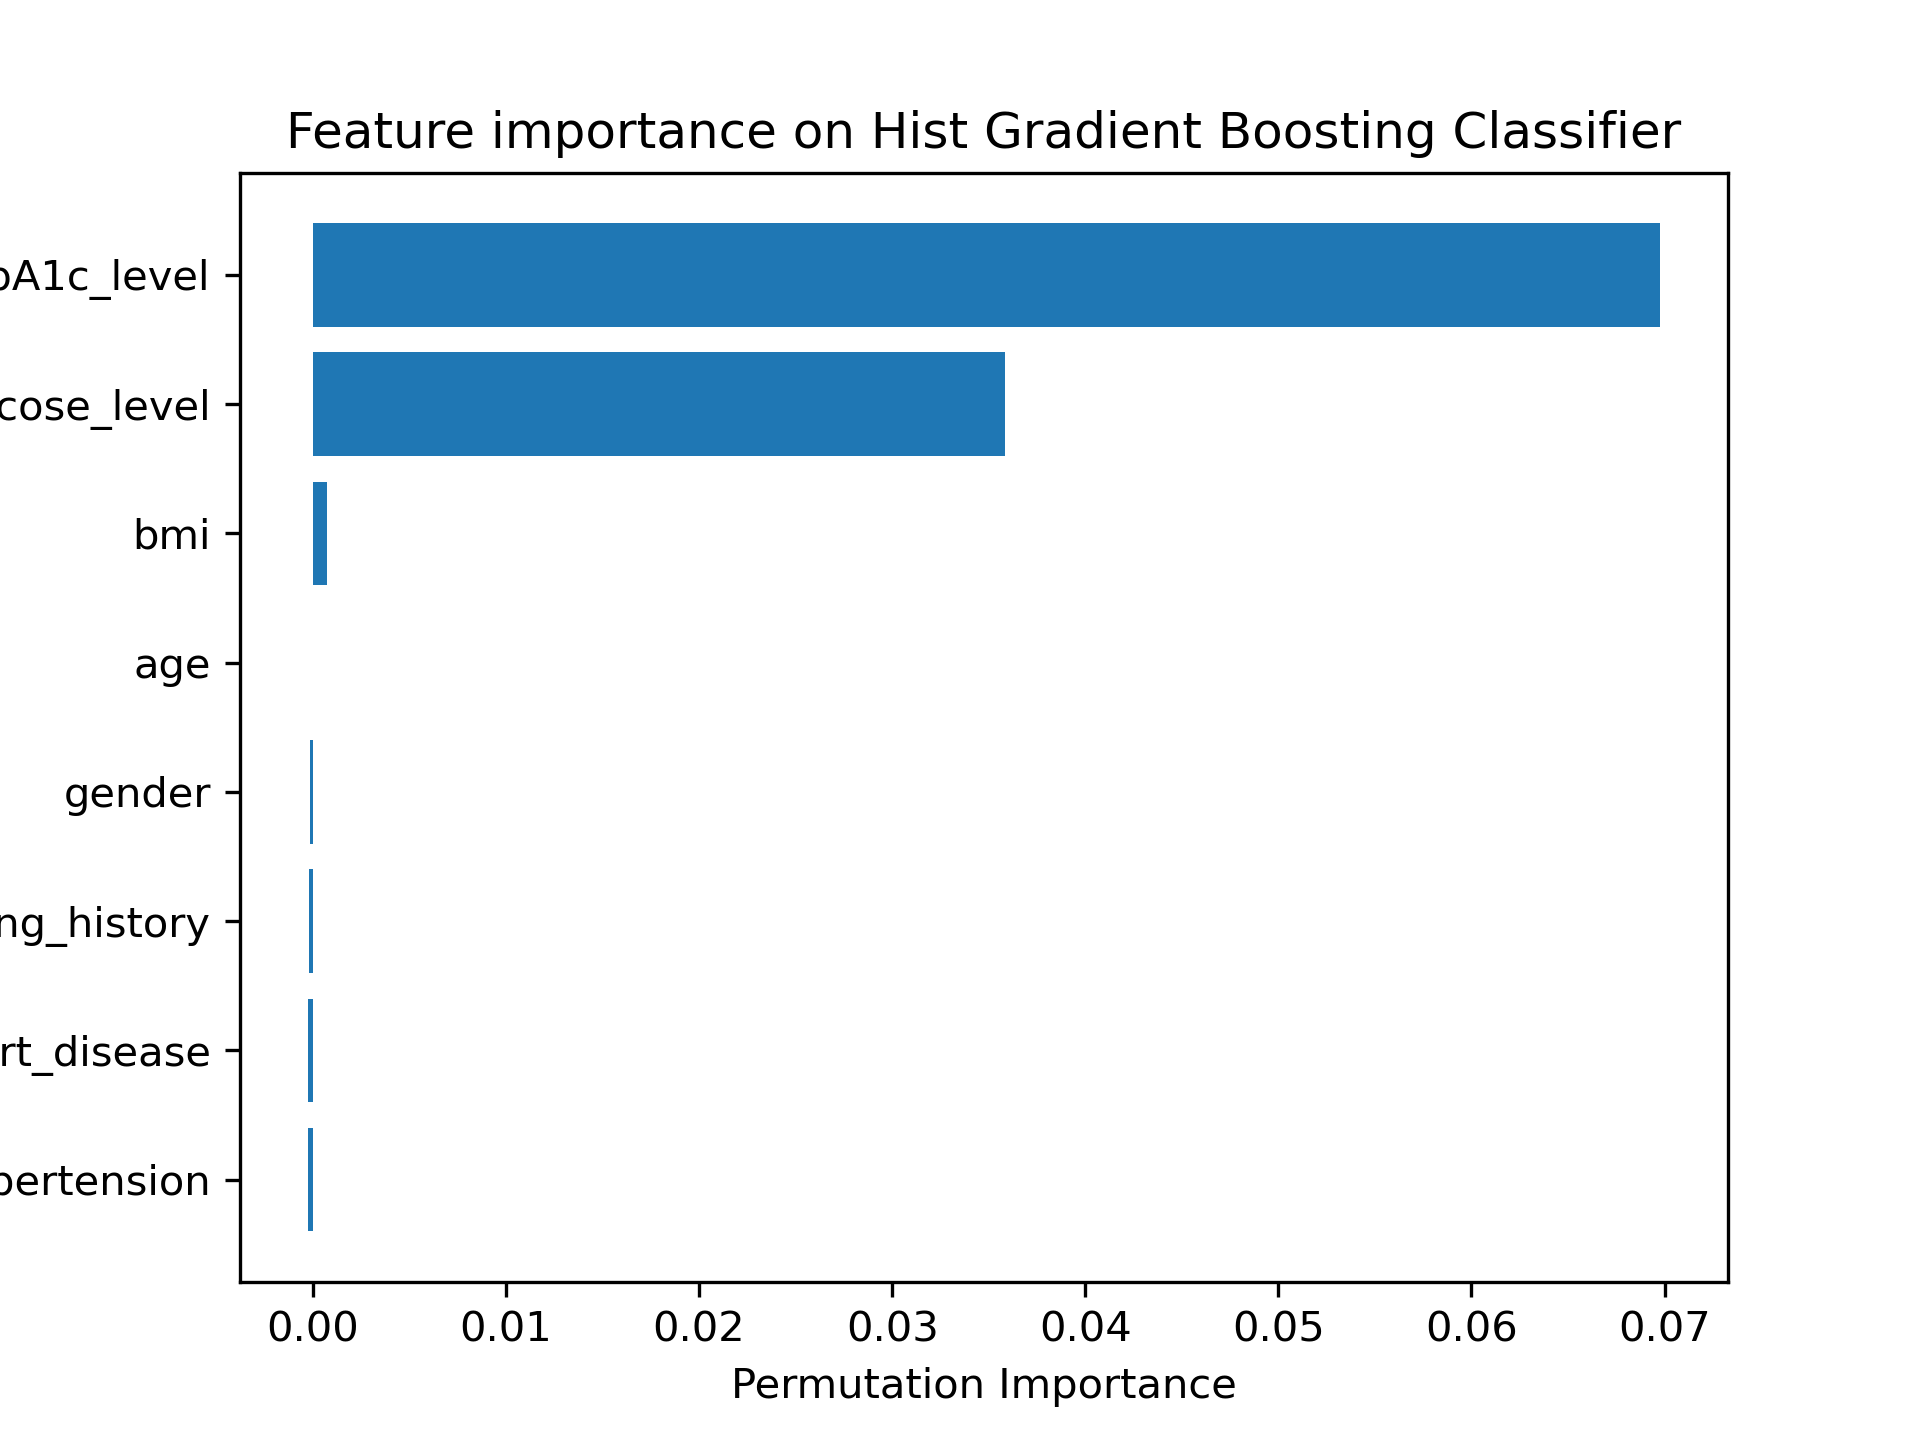 Feature importance on Hist Gradient Boosting Classifier
bA1c_level
cose_level
bmi
age
gender
ng_history
rt_disease
pertension
0.00 0.01 0.02 0.03 0.04 0.05 0.06 0.07
Permutation Importance